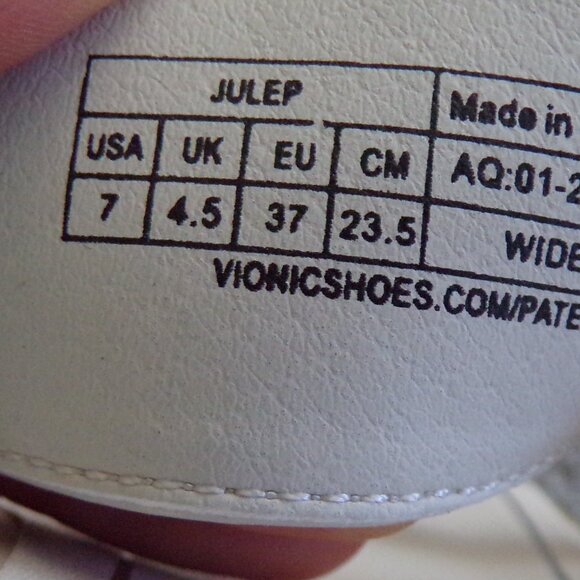 JULEP Made in
USA UK EU CM AQ:01-2
7 4.5 37 23.5 WIDE
VIONICSHOES.COM/PATE